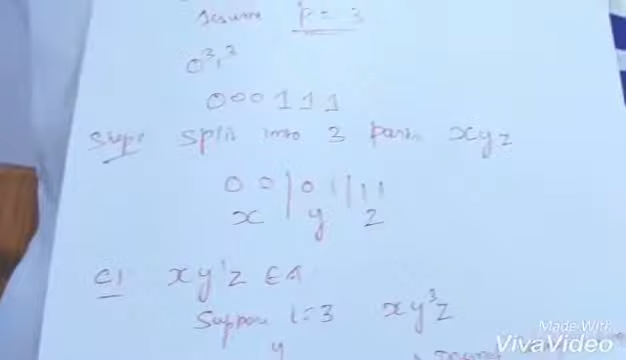 Assume P = 3
0³1³
000111
Step: split into 3 parts xyz
00|01|11
x y z
C1 xyⁱz ∈ A
Suppose i=3 xy³z
y
Made With
VivaVideo